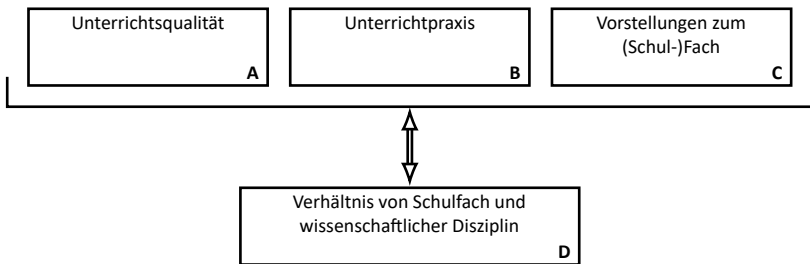 Unterrichtsqualität
A
Unterrichtpraxis
B
Vorstellungen zum
(Schul-)Fach
C
Verhältnis von Schulfach und
wissenschaftlicher Disziplin
D